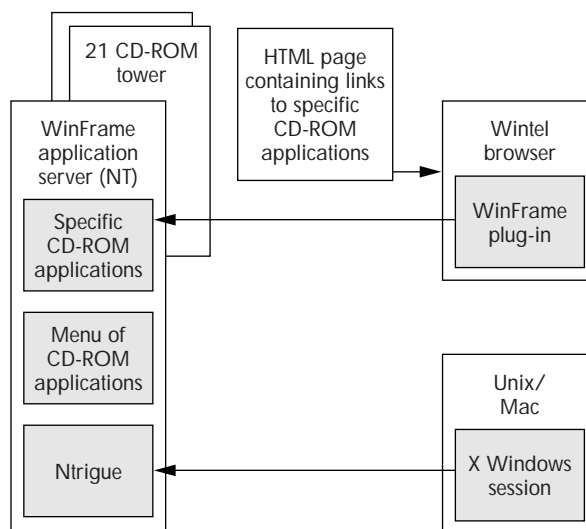 21 CD-ROM
tower
HTML page
containing links
to specific
CD-ROM
applications
WinFrame
application
server (NT)
Specific
CD-ROM
applications
Menu of
CD-ROM
applications
Ntrigue
Wintel
browser
WinFrame
plug-in
Unix/
Mac
X Windows
session